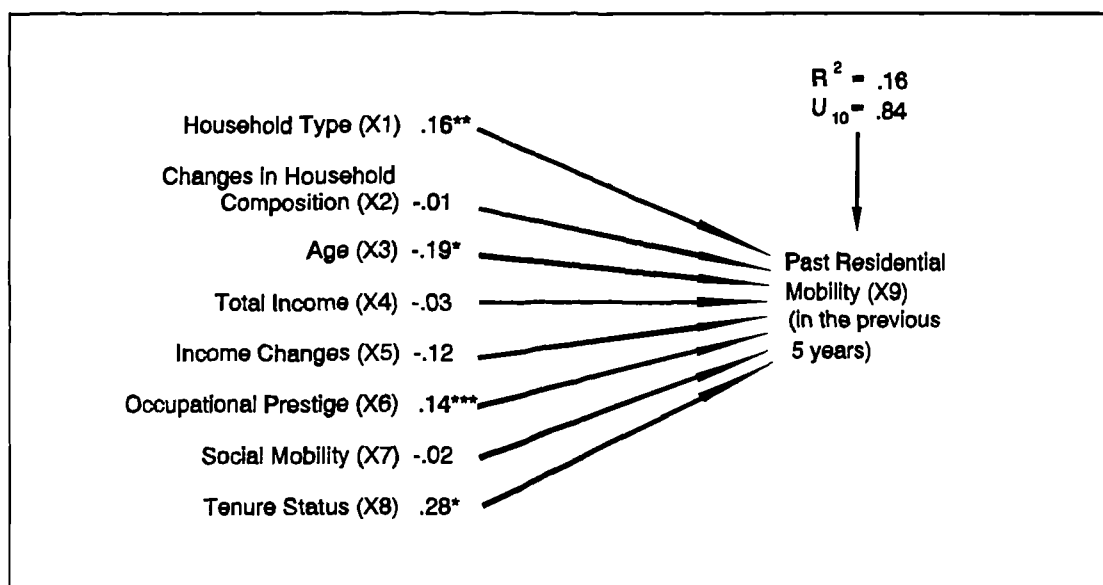 R² = .16
U₁₀ = .84
Household Type (X1) .16**
Changes in Household
Composition (X2) -.01
Age (X3) -.19*
Total Income (X4) -.03
Income Changes (X5) -.12
Occupational Prestige (X6) .14***
Social Mobility (X7) -.02
Tenure Status (X8) .28*
Past Residential
Mobility (X9)
(in the previous
5 years)